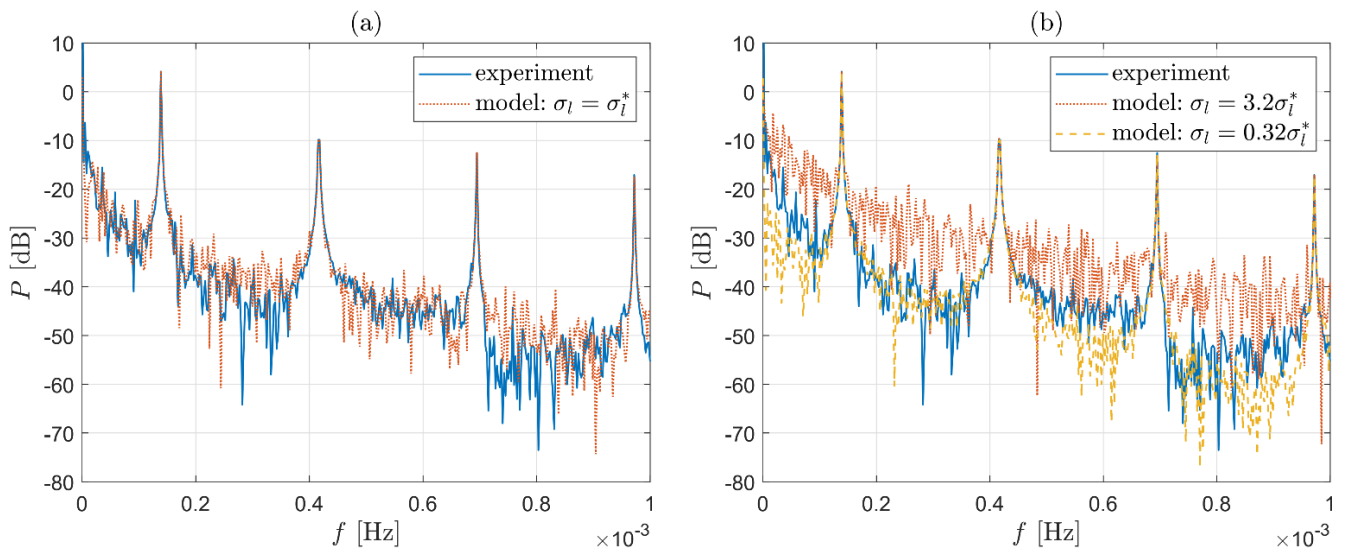 (a)
10
0
-10
-20
-30
-40
-50
-60
-70
-80
P [dB]
experiment
model: σ_l = σ_l^*
0 0.2 0.4 0.6 0.8 1
f [Hz]
×10^-3
(b)
10
0
-10
-20
-30
-40
-50
-60
-70
-80
P [dB]
experiment
model: σ_l = 3.2σ_l^*
model: σ_l = 0.32σ_l^*
0 0.2 0.4 0.6 0.8 1
f [Hz]
×10^-3